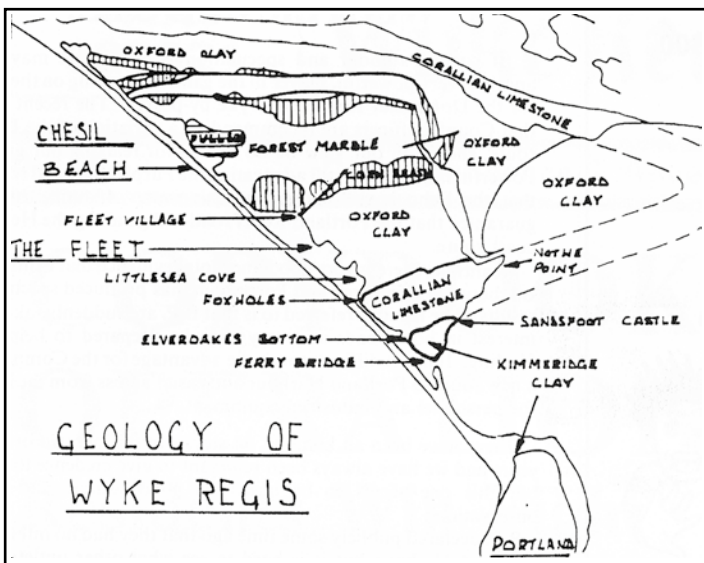 OXFORD CLAY
CORALLIAN LIMESTONE
CHESIL
BEACH
FULLERS
FOREST MARBLE
OXFORD
CLAY
CORN BRASH
OXFORD
CLAY
OXFORD
CLAY
FLEET VILLAGE
THE FLEET
NOTHE
POINT
LITTLESEA COVE
FOXHOLES
CORALLIAN
LIMESTONE
SANDSFOOT CASTLE
ELVEROAKES BOTTOM
FERRY BRIDGE
KIMMERIDGE
CLAY
GEOLOGY OF
WYKE REGIS
PORTLAND